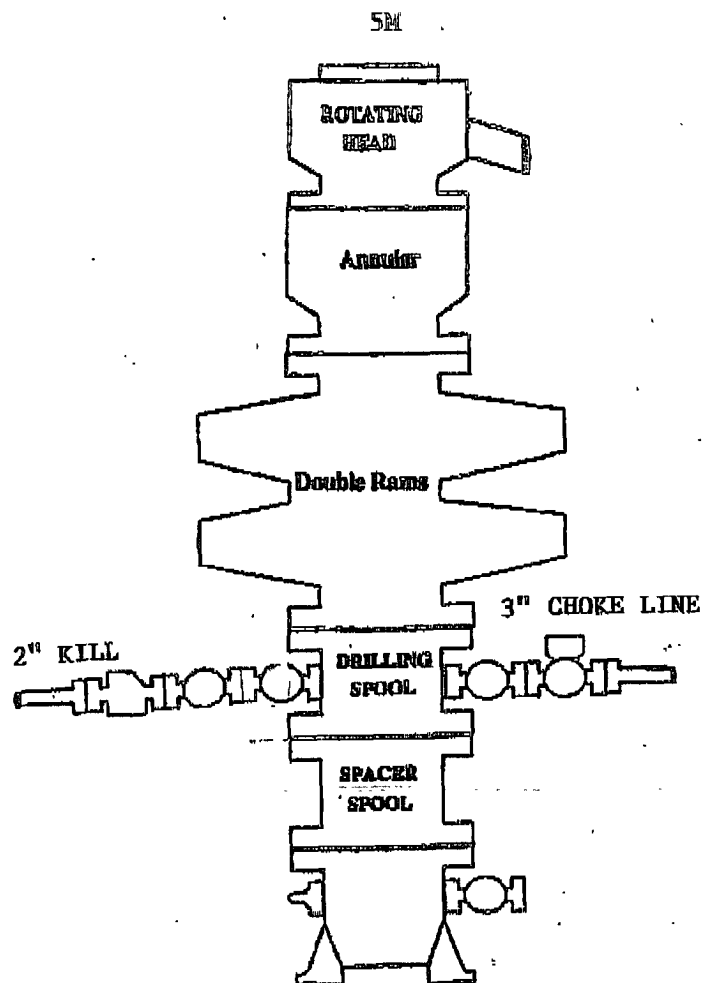 5M
ROTATING
HEAD
Annular
Double Rams
3" CHOKE LINE
2" KILL
DRILLING
SPOOL
SPACER
SPOOL